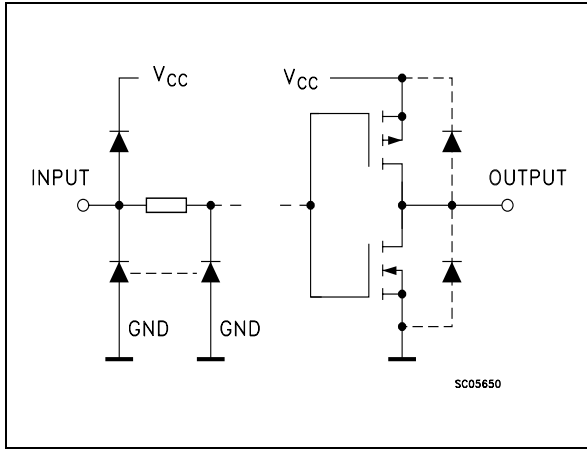 VCC
VCC
INPUT
OUTPUT
GND
GND
SC05650